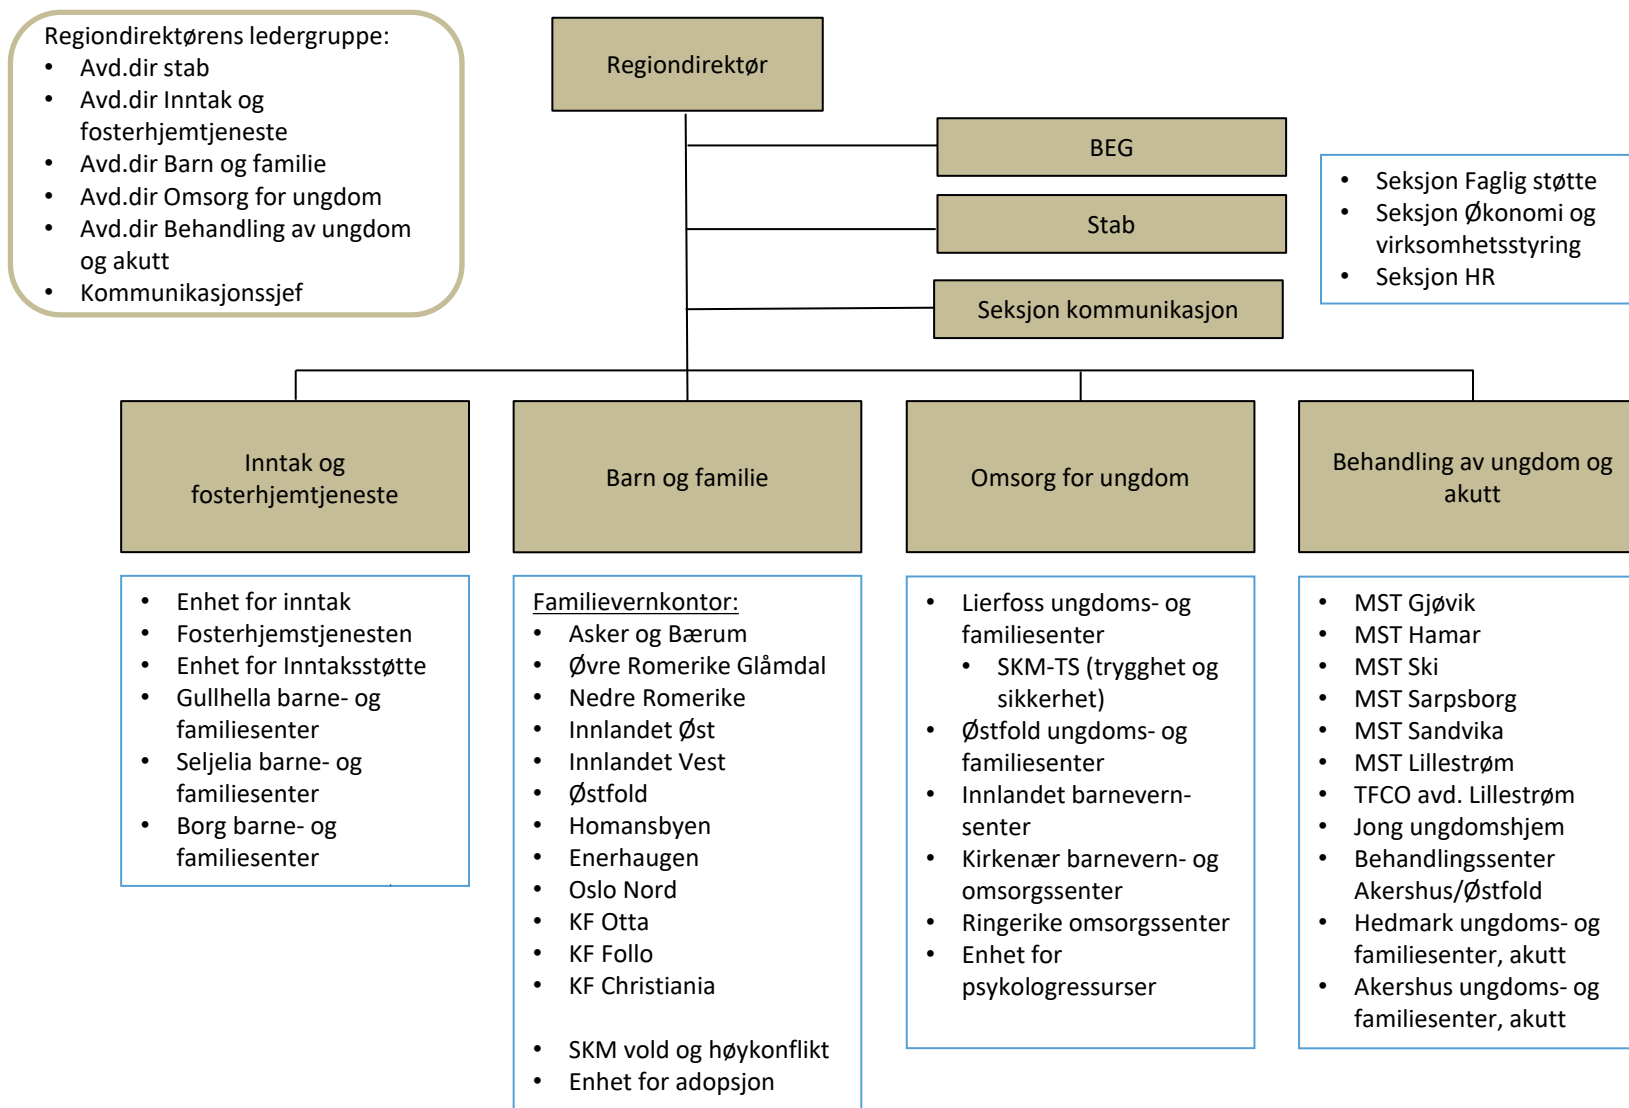 Regiondirektørens ledergruppe:
• Avd.dir stab
• Avd.dir Inntak og
fosterhjemtjeneste
• Avd.dir Barn og familie
• Avd.dir Omsorg for ungdom
• Avd.dir Behandling av ungdom
og akutt
• Kommunikasjonssjef
Regiondirektør
BEG
Stab
Seksjon kommunikasjon
• Seksjon Faglig støtte
• Seksjon Økonomi og
virksomhetsstyring
• Seksjon HR
Inntak og
fosterhjemtjeneste
Barn og familie
Omsorg for ungdom
Behandling av ungdom og
akutt
• Enhet for inntak
• Fosterhjemstjenesten
• Enhet for Inntaksstøtte
• Gullhella barne- og
familiesenter
• Seljelia barne- og
familiesenter
• Borg barne- og
familiesenter
Familievernkontor:
• Asker og Bærum
• Øvre Romerike Glåmdal
• Nedre Romerike
• Innlandet Øst
• Innlandet Vest
• Østfold
• Homansbyen
• Enerhaugen
• Oslo Nord
• KF Otta
• KF Follo
• KF Christiania
• SKM vold og høykonflikt
• Enhet for adopsjon
• Lierfoss ungdoms- og
familiesenter
• SKM-TS (trygghet og
sikkerhet)
• Østfold ungdoms- og
familiesenter
• Innlandet barnevern-
senter
• Kirkenær barnevern- og
omsorgssenter
• Ringerike omsorgssenter
• Enhet for
psykologressurser
• MST Gjøvik
• MST Hamar
• MST Ski
• MST Sarpsborg
• MST Sandvika
• MST Lillestrøm
• TFCO avd. Lillestrøm
• Jong ungdomshjem
• Behandlingssenter
Akershus/Østfold
• Hedmark ungdoms- og
familiesenter, akutt
• Akershus ungdoms- og
familiesenter, akutt